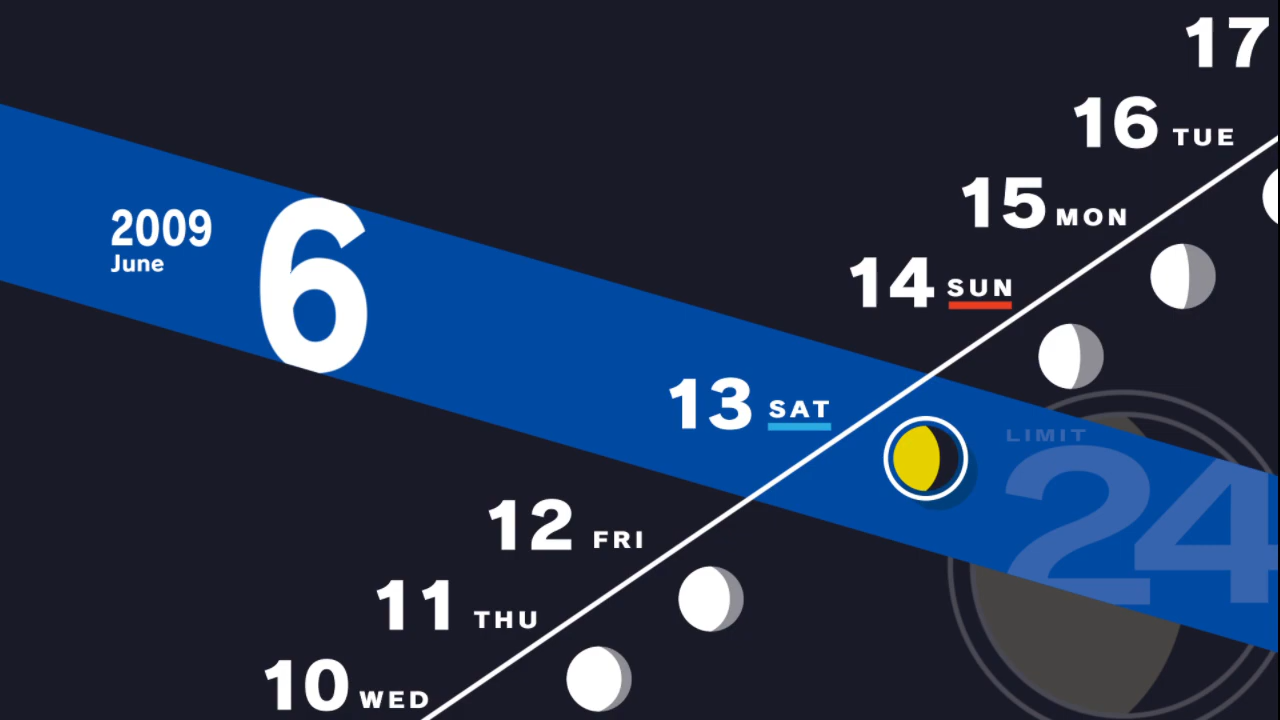 17
16 TUE
15 MON
14 SUN
2009
June
6
13 SAT
LIMIT
24
12 FRI
11 THU
10 WED